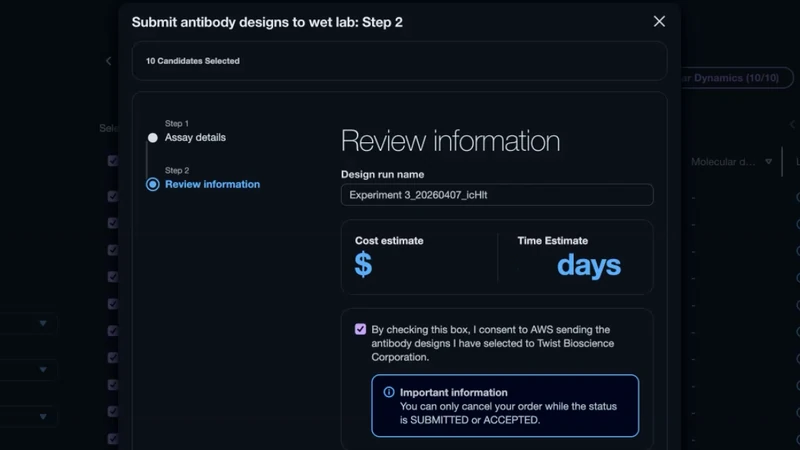 Submit antibody designs to wet lab: Step 2
10 Candidates Selected
ar Dynamics (10/10)
Sele
Molecular d...
Step 1
Assay details
Step 2
Review information
Review information
Design run name
Experiment 3_20260407_icHlt
Cost estimate
$
Time Estimate
days
By checking this box, I consent to AWS sending the
antibody designs I have selected to Twist Bioscience
Corporation.
Important information
You can only cancel your order while the status
is SUBMITTED or ACCEPTED.